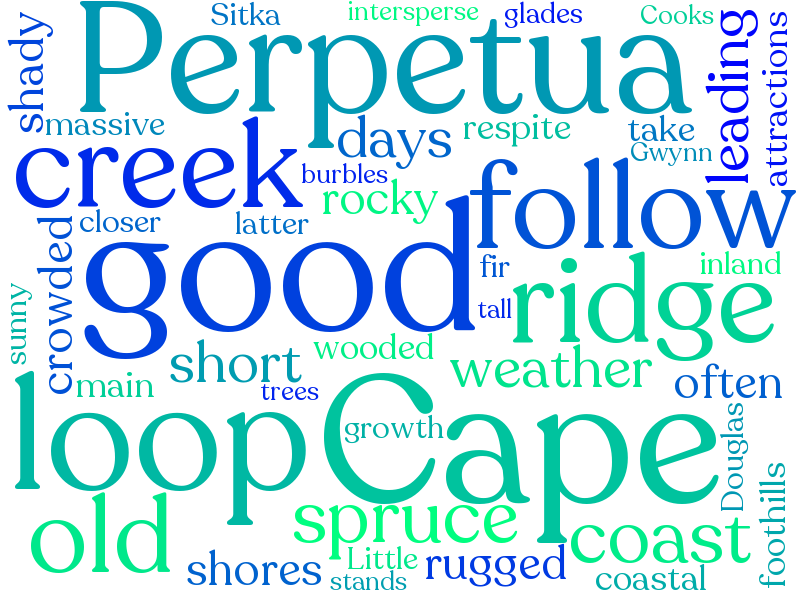 Sitka
intersperse
glades
Cooks
shady
Perpetua
leading
attractions
massive
days
respite
take
creek
Gwynn
burbles
rocky
follow
closer
latter
crowded
good
fir
inland
tall
ridge
sunny
short
wooded
weather
main
trees
often
loop
Cape
growth
Douglas
old
spruce
coast
foothills
shores
Little
rugged
stands
coastal